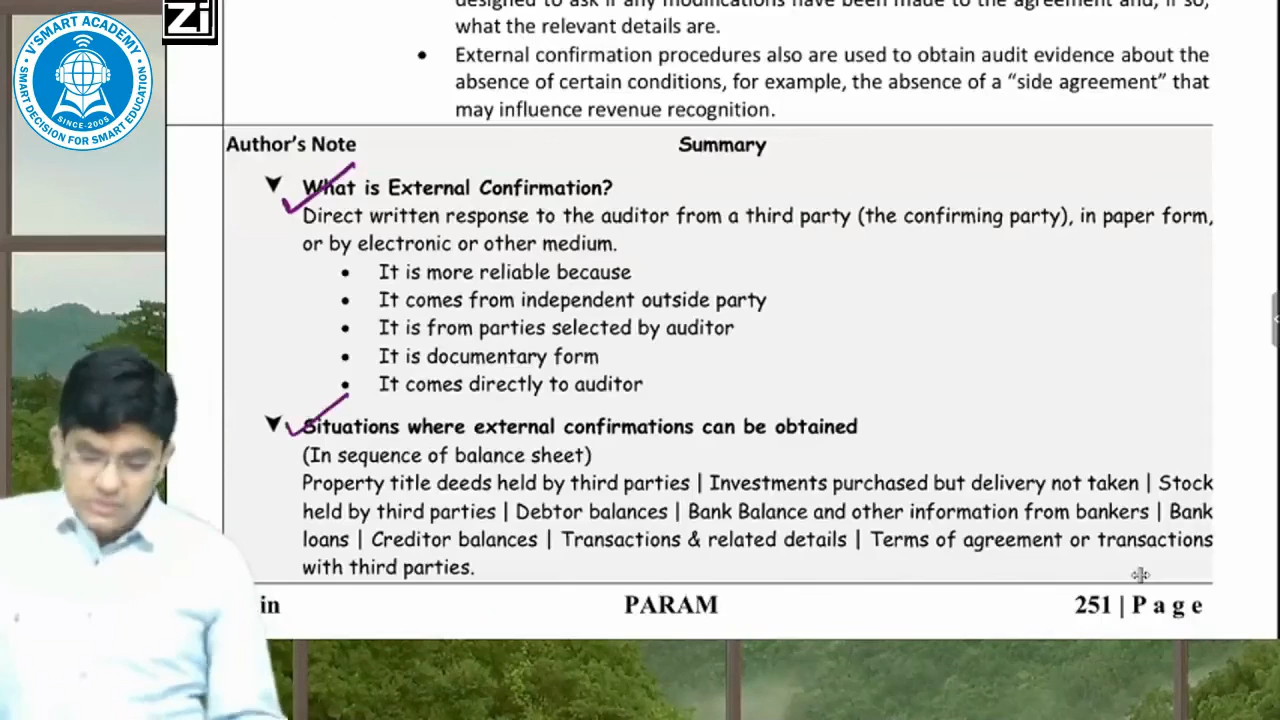 designed to ask if any modifications have been made to the agreement and, if so,
what the relevant details are.
• External confirmation procedures also are used to obtain audit evidence about the
absence of certain conditions, for example, the absence of a “side agreement” that
may influence revenue recognition.
Author's Note Summary
What is External Confirmation?
Direct written response to the auditor from a third party (the confirming party), in paper form,
or by electronic or other medium.
• It is more reliable because
• It comes from independent outside party
• It is from parties selected by auditor
• It is documentary form
• It comes directly to auditor
Situations where external confirmations can be obtained
(In sequence of balance sheet)
Property title deeds held by third parties | Investments purchased but delivery not taken | Stock
held by third parties | Debtor balances | Bank Balance and other information from bankers | Bank
loans | Creditor balances | Transactions & related details | Terms of agreement or transactions
with third parties.
in PARAM 251 | Page
V'SMART ACADEMY
SMART DECISION FOR SMART EDUCATION
SINCE-2005
Zi